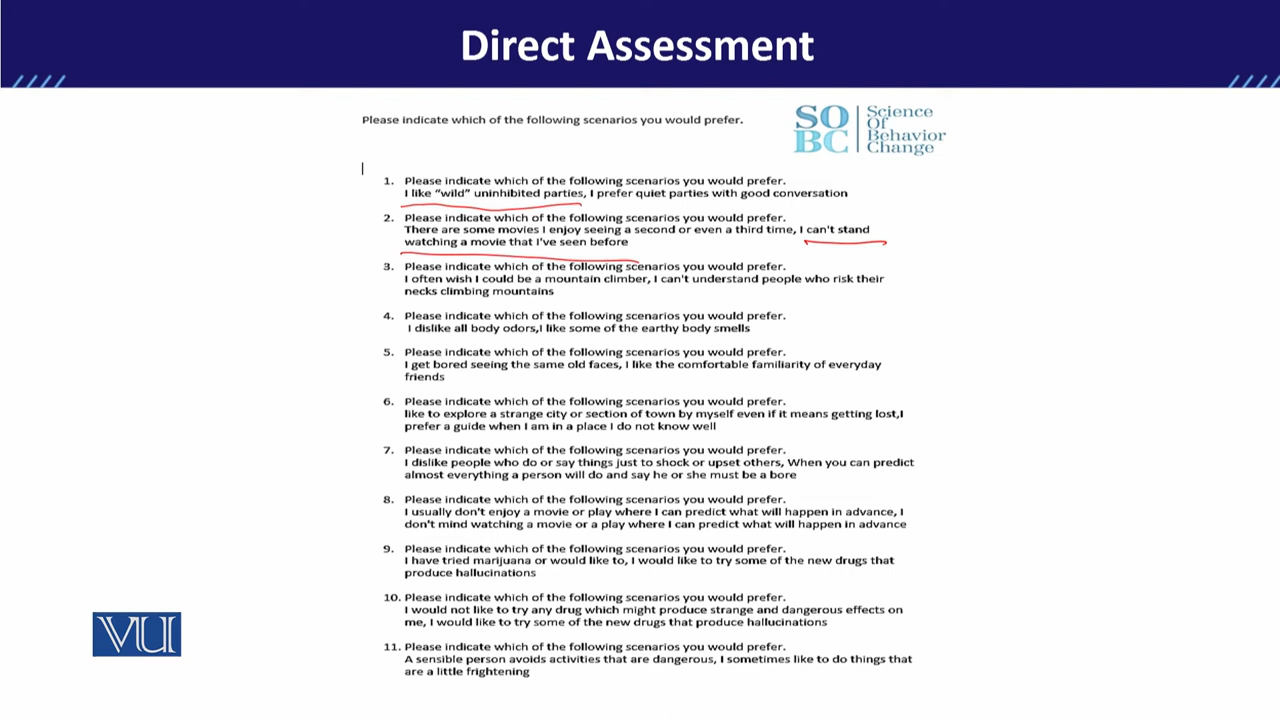 Direct Assessment
Please indicate which of the following scenarios you would prefer.
SO
BC
Science
Of
Behavior
Change
1. Please indicate which of the following scenarios you would prefer.
I like “wild” uninhibited parties, I prefer quiet parties with good conversation
2. Please indicate which of the following scenarios you would prefer.
There are some movies I enjoy seeing a second or even a third time, I can't stand
watching a movie that I've seen before
3. Please indicate which of the following scenarios you would prefer.
I often wish I could be a mountain climber, I can't understand people who risk their
necks climbing mountains
4. Please indicate which of the following scenarios you would prefer.
I dislike all body odors,I like some of the earthy body smells
5. Please indicate which of the following scenarios you would prefer.
I get bored seeing the same old faces, I like the comfortable familiarity of everyday
friends
6. Please indicate which of the following scenarios you would prefer.
like to explore a strange city or section of town by myself even if it means getting lost,I
prefer a guide when I am in a place I do not know well
7. Please indicate which of the following scenarios you would prefer.
I dislike people who do or say things just to shock or upset others, When you can predict
almost everything a person will do and say he or she must be a bore
8. Please indicate which of the following scenarios you would prefer.
I usually don't enjoy a movie or play where I can predict what will happen in advance, I
don't mind watching a movie or a play where I can predict what will happen in advance
9. Please indicate which of the following scenarios you would prefer.
I have tried marijuana or would like to, I would like to try some of the new drugs that
produce hallucinations
10. Please indicate which of the following scenarios you would prefer.
I would not like to try any drug which might produce strange and dangerous effects on
me, I would like to try some of the new drugs that produce hallucinations
11. Please indicate which of the following scenarios you would prefer.
A sensible person avoids activities that are dangerous, I sometimes like to do things that
are a little frightening
VU